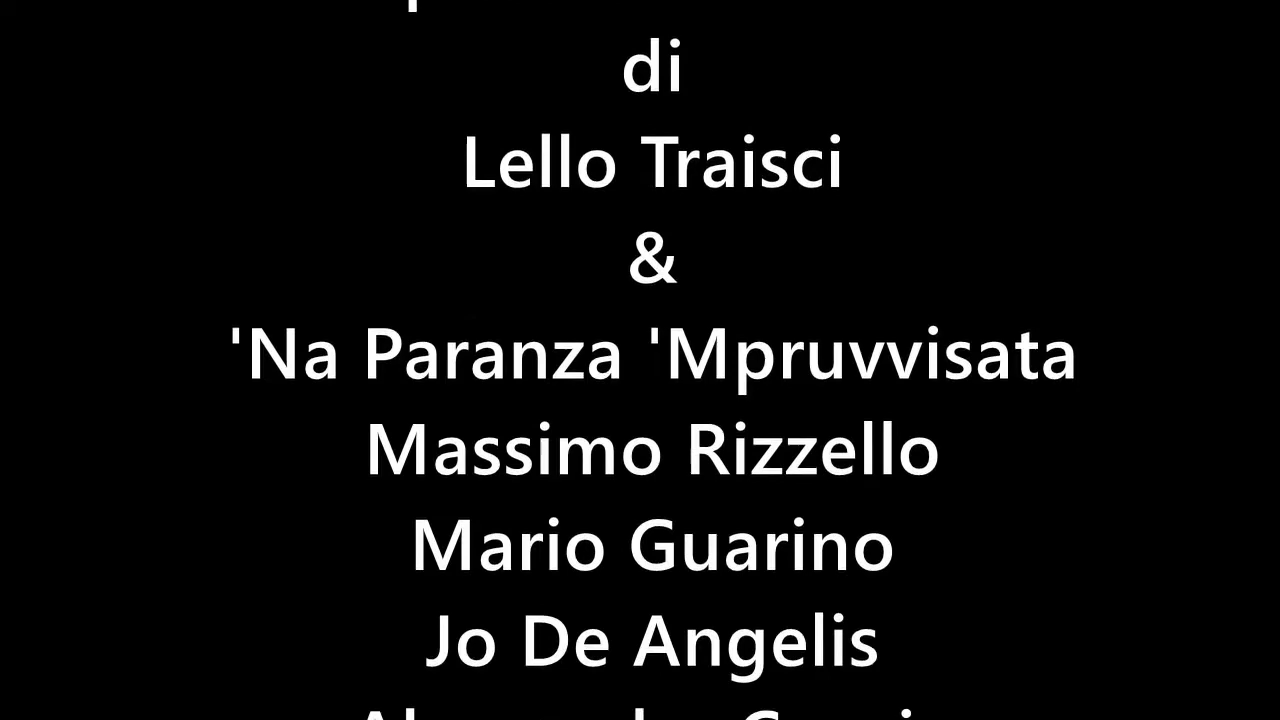 di
Lello Traisci
&
'Na Paranza 'Mpruvvisata
Massimo Rizzello
Mario Guarino
Jo De Angelis